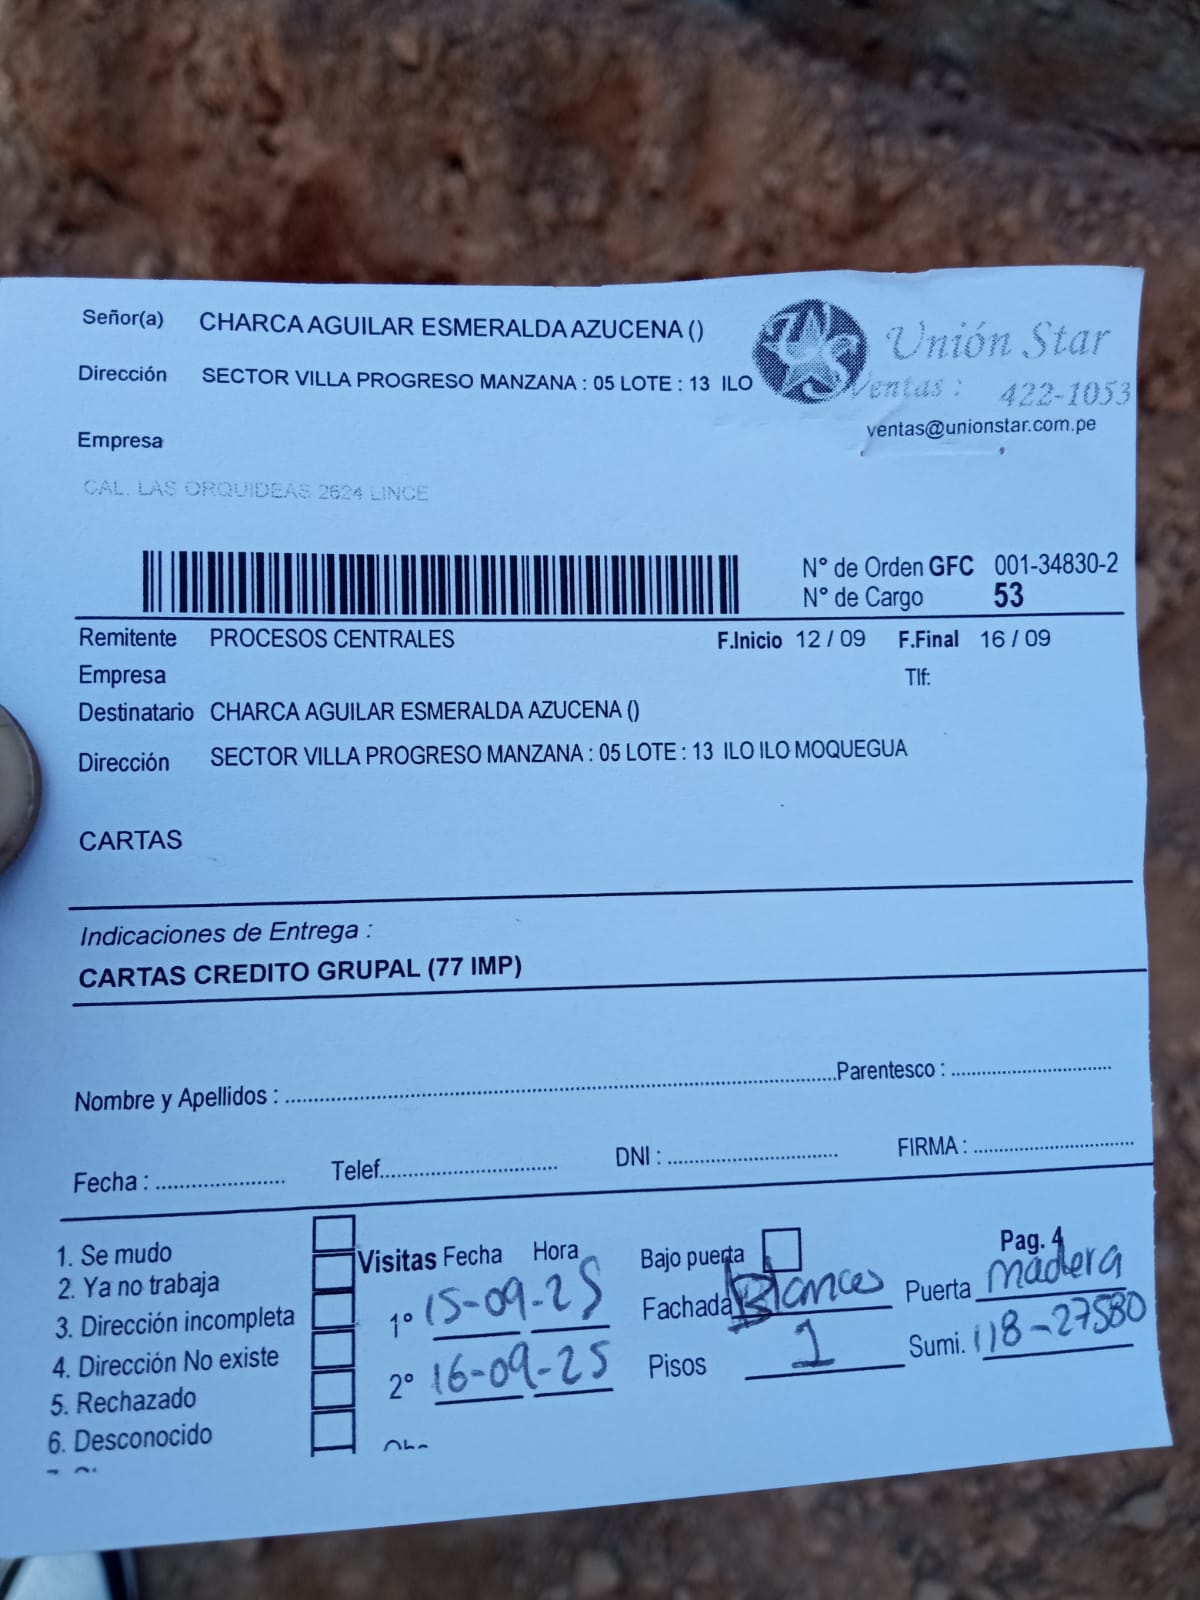 Señor(a) CHARCA AGUILAR ESMERALDA AZUCENA ()
Unión Star
Dirección SECTOR VILLA PROGRESO MANZANA : 05 LOTE : 13 ILO
Ventas : 422-1053
ventas@unionstar.com.pe
Empresa
CAL. LAS ORQUIDEAS 2624 LINCE
N° de Orden GFC 001-34830-2
N° de Cargo 53
Remitente PROCESOS CENTRALES F.Inicio 12 / 09 F.Final 16 / 09
Empresa Tlf:
Destinatario CHARCA AGUILAR ESMERALDA AZUCENA ()
Dirección SECTOR VILLA PROGRESO MANZANA : 05 LOTE : 13 ILO ILO MOQUEGUA
CARTAS
Indicaciones de Entrega :
CARTAS CREDITO GRUPAL (77 IMP)
Nombre y Apellidos : Parentesco :
Fecha : Telef. DNI : FIRMA :
Pag. 4
1. Se mudo
2. Ya no trabaja
3. Dirección incompleta
4. Dirección No existe
5. Rechazado
6. Desconocido
Visitas Fecha Hora
1° 15-09-25
2° 16-09-25
Bajo puerta
Fachada Blanco Puerta madera
Pisos 1 Sumi. 118-27580